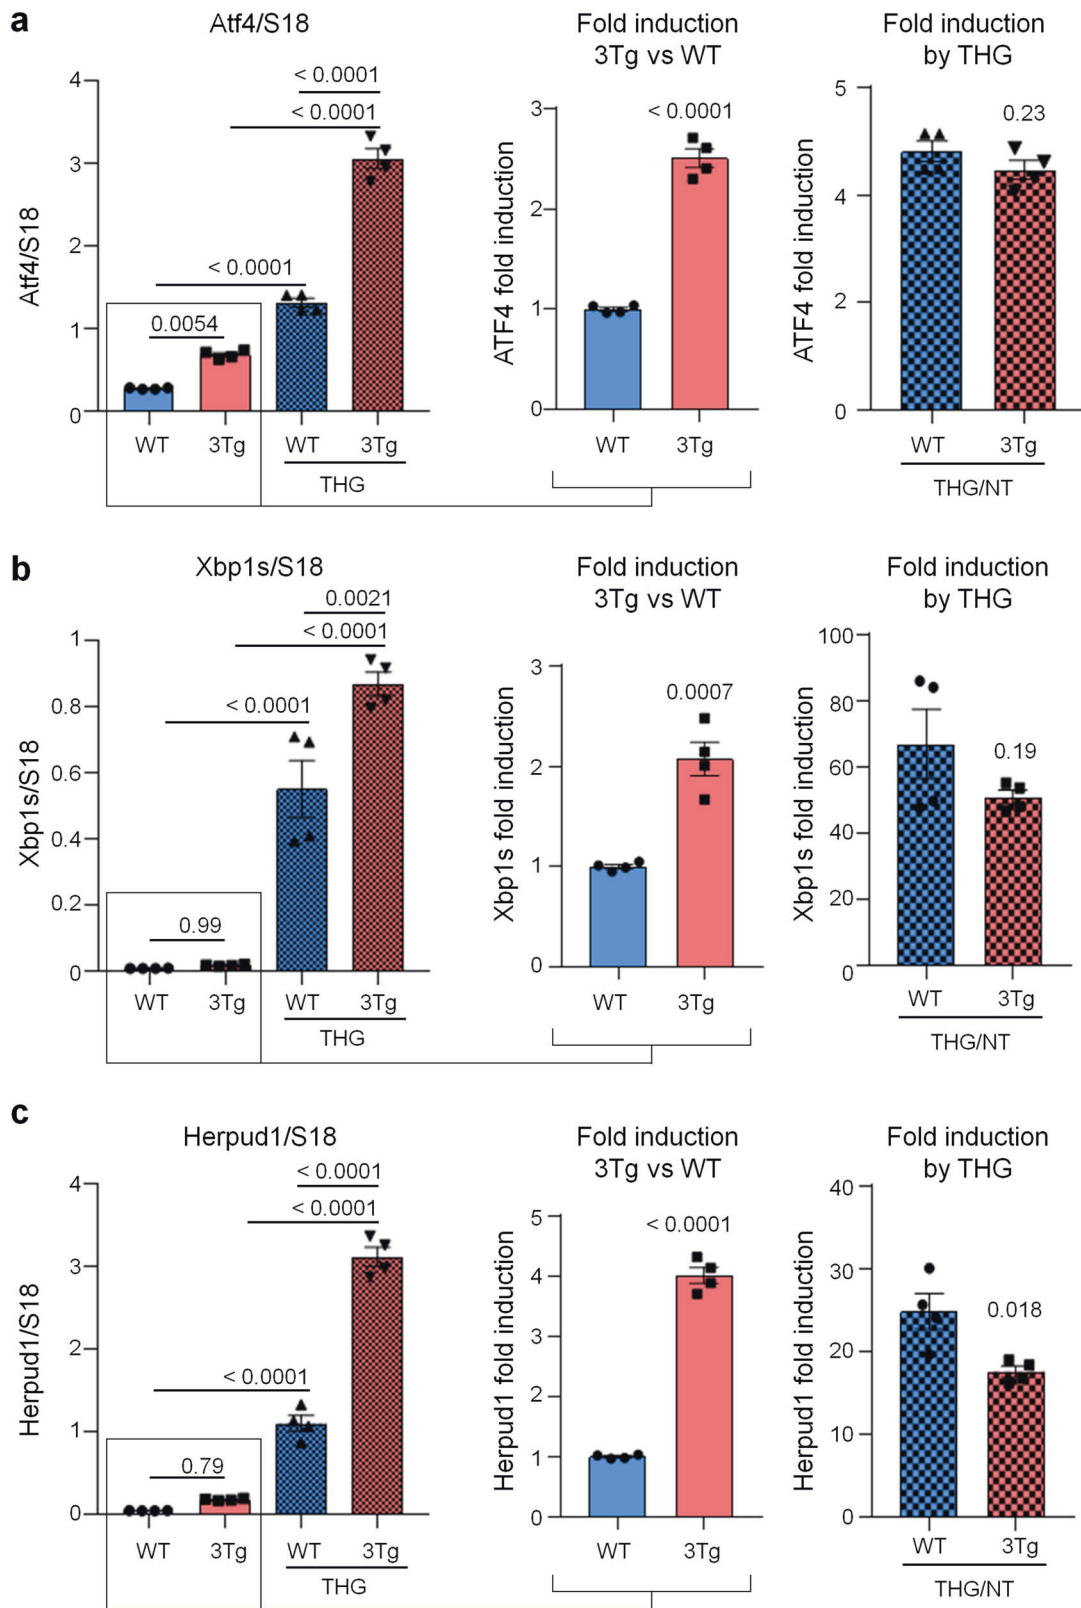 a
Atf4/S18
Fold induction
3Tg vs WT
Fold induction
by THG
Atf4/S18
4
3
2
1
0
< 0.0001
< 0.0001
< 0.0001
0.0054
WT
3Tg
WT
3Tg
THG
ATF4 fold induction
3
2
1
0
< 0.0001
WT
3Tg
ATF4 fold induction
5
4
2
0
0.23
WT
3Tg
THG/NT
b
Xbp1s/S18
Fold induction
3Tg vs WT
Fold induction
by THG
Xbp1s/S18
1
0.8
0.6
0.4
0.2
0
0.0021
< 0.0001
< 0.0001
0.99
WT
3Tg
WT
3Tg
THG
Xbp1s fold induction
3
2
1
0
0.0007
WT
3Tg
Xbp1s fold induction
100
80
60
40
20
0
0.19
WT
3Tg
THG/NT
c
Herpud1/S18
Fold induction
3Tg vs WT
Fold induction
by THG
Herpud1/S18
4
3
2
1
0
< 0.0001
< 0.0001
< 0.0001
0.79
WT
3Tg
WT
3Tg
THG
Herpud1 fold induction
5
4
3
2
1
0
< 0.0001
WT
3Tg
Herpud1 fold induction
40
30
20
10
0
0.018
WT
3Tg
THG/NT